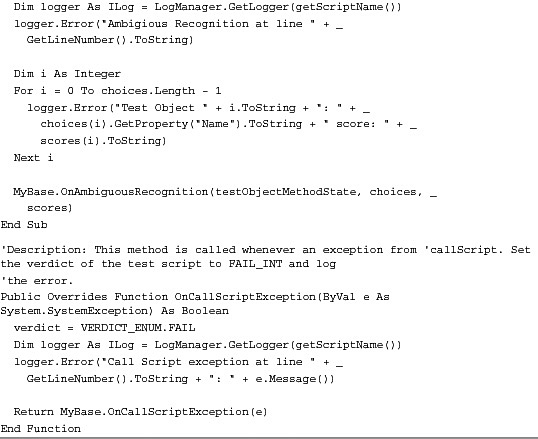 Dim logger As ILog = LogManager.GetLogger(getScriptName())
logger.Error("Ambigious Recognition at line " + _
GetLineNumber().ToString)
Dim i As Integer
For i = 0 To choices.Length - 1
logger.Error("Test Object " + i.ToString + ": " + _
choices(i).GetProperty("Name").ToString + " score: " + _
scores(i).ToString)
Next i
MyBase.OnAmbiguousRecognition(testObjectMethodState, choices, _
scores)
End Sub
'Description: This method is called whenever an exception from 'callScript. Set
the verdict of the test script to FAIL_INT and log
'the error.
Public Overrides Function OnCallScriptException(ByVal e As
System.SystemException) As Boolean
verdict = VERDICT_ENUM.FAIL
Dim logger As ILog = LogManager.GetLogger(getScriptName())
logger.Error("Call Script exception at line " + _
GetLineNumber().ToString + ": " + e.Message())
Return MyBase.OnCallScriptException(e)
End Function